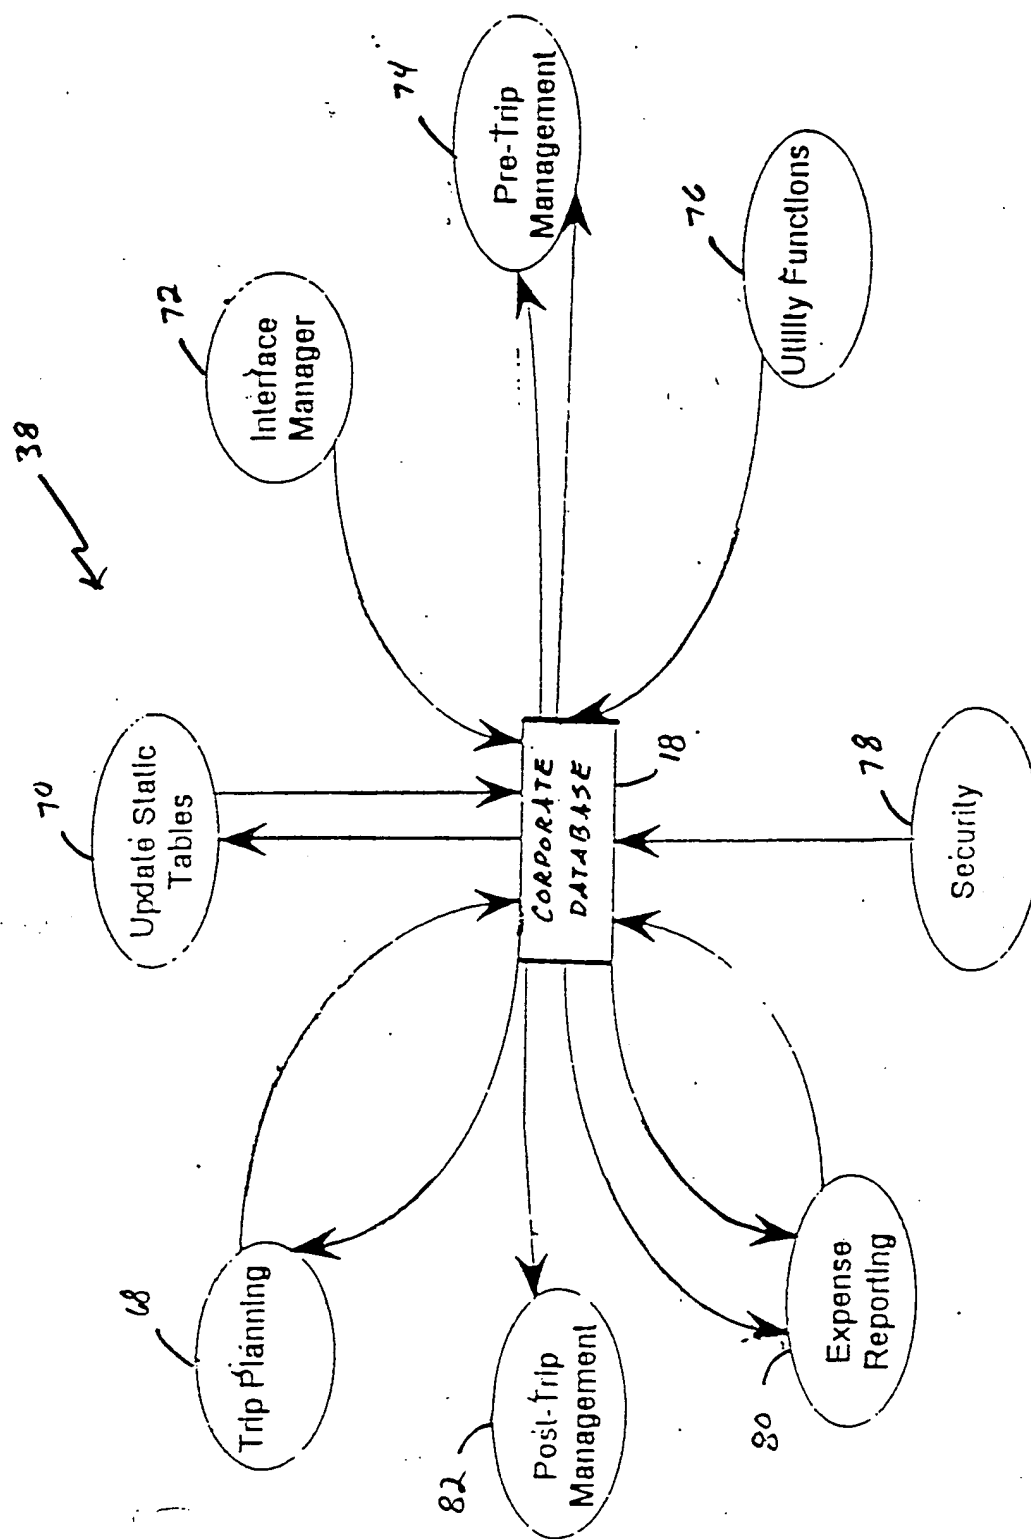 38
70
Update Static
Tables
72
Interface
Manager
68
Trip Planning
74
Pre-Trip
Management
CORPORATE
DATABASE
18
82
Post-Trip
Management
76
Utility Functions
80
Expense
Reporting
78
Security